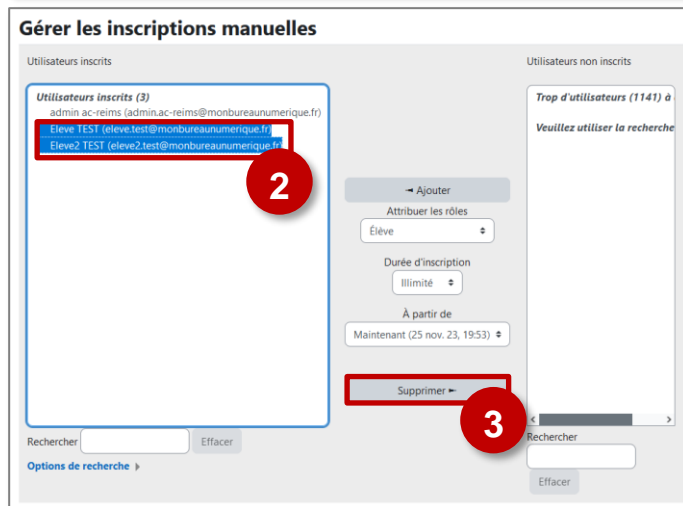 Gérer les inscriptions manuelles
Utilisateurs inscrits
Utilisateurs inscrits (3)
admin ac-reims (admin.ac-reims@monbureaunumerique.fr)
Eleve TEST (eleve.test@monbureaunumerique.fr)
Eleve2 TEST (eleve2.test@monbureaunumerique.fr)
2
Rechercher
Effacer
Options de recherche
◄ Ajouter
Attribuer les rôles
Élève
Durée d'inscription
Illimité
À partir de
Maintenant (25 nov. 23, 19:53)
Supprimer ►
3
Utilisateurs non inscrits
Trop d'utilisateurs (1141) à
Veuillez utiliser la recherche
Rechercher
Effacer